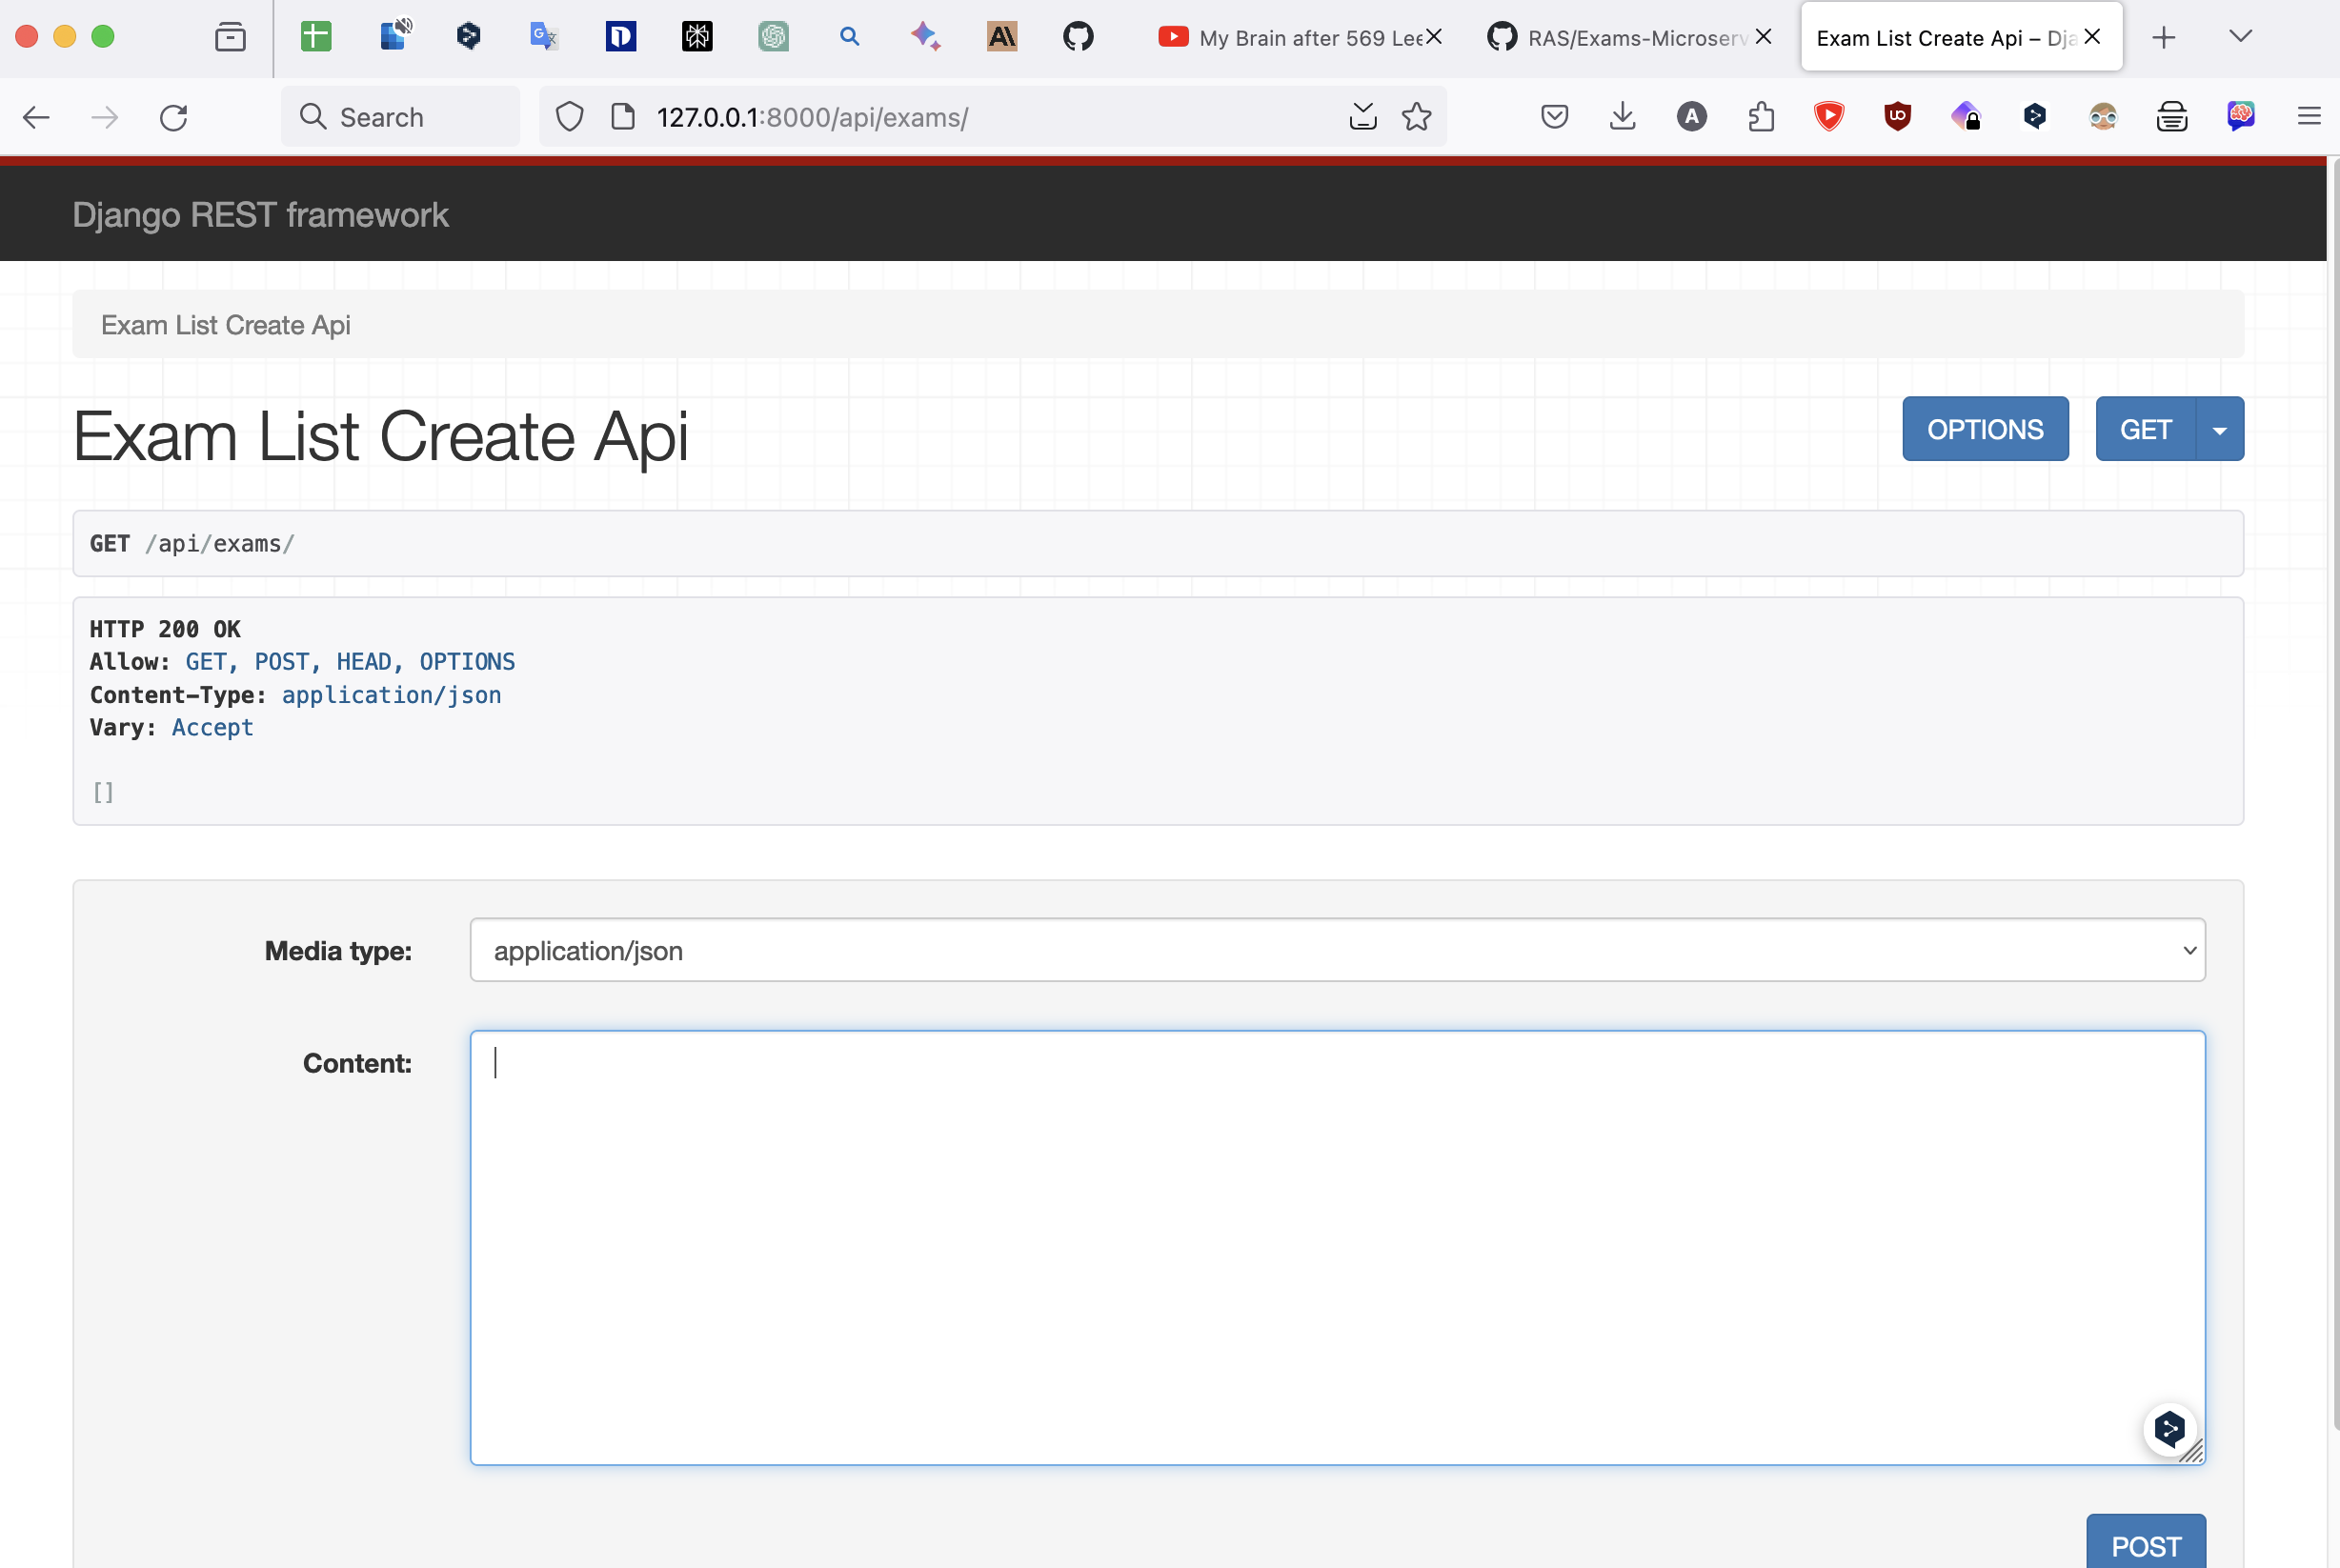 My Brain after 569 Lee
RAS/Exams-Microserv
Exam List Create Api – Dja
Search
127.0.0.1:8000/api/exams/
Django REST framework
Exam List Create Api
Exam List Create Api
OPTIONS
GET
GET /api/exams/
HTTP 200 OK
Allow: GET, POST, HEAD, OPTIONS
Content-Type: application/json
Vary: Accept
[]
Media type:
application/json
Content:
POST